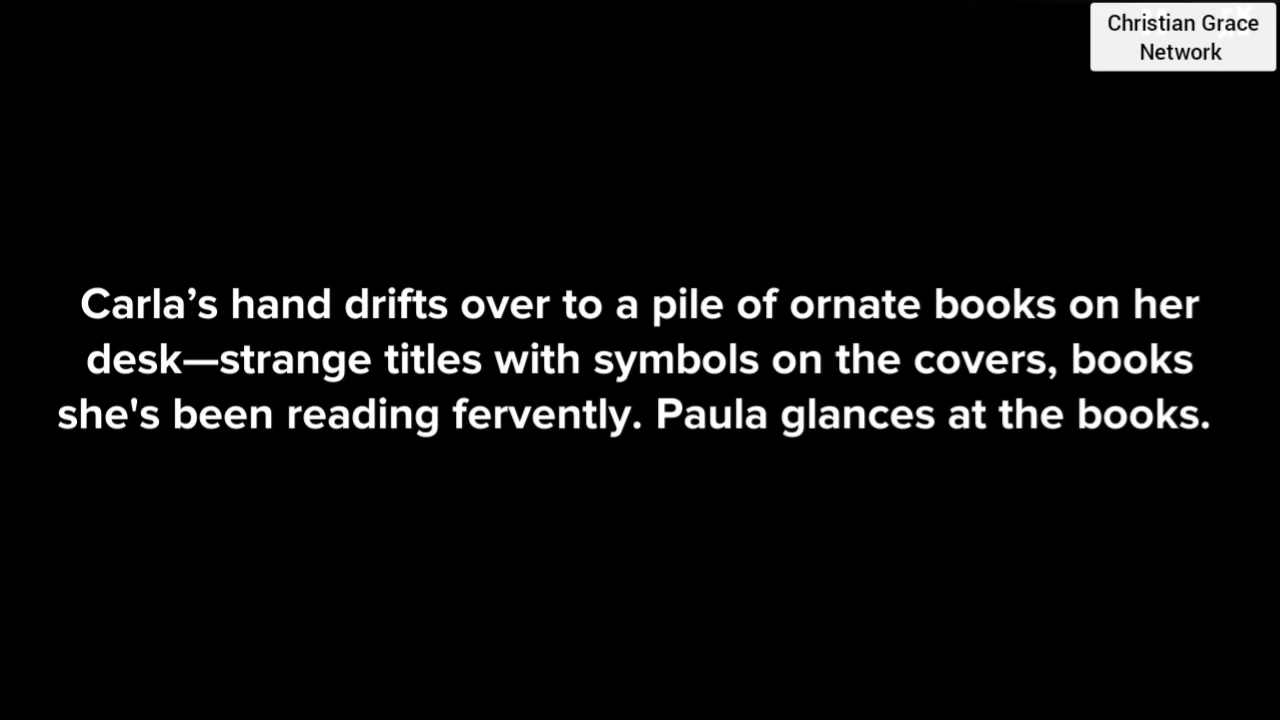 Christian Grace
Network
Carla’s hand drifts over to a pile of ornate books on her
desk—strange titles with symbols on the covers, books
she's been reading fervently. Paula glances at the books.